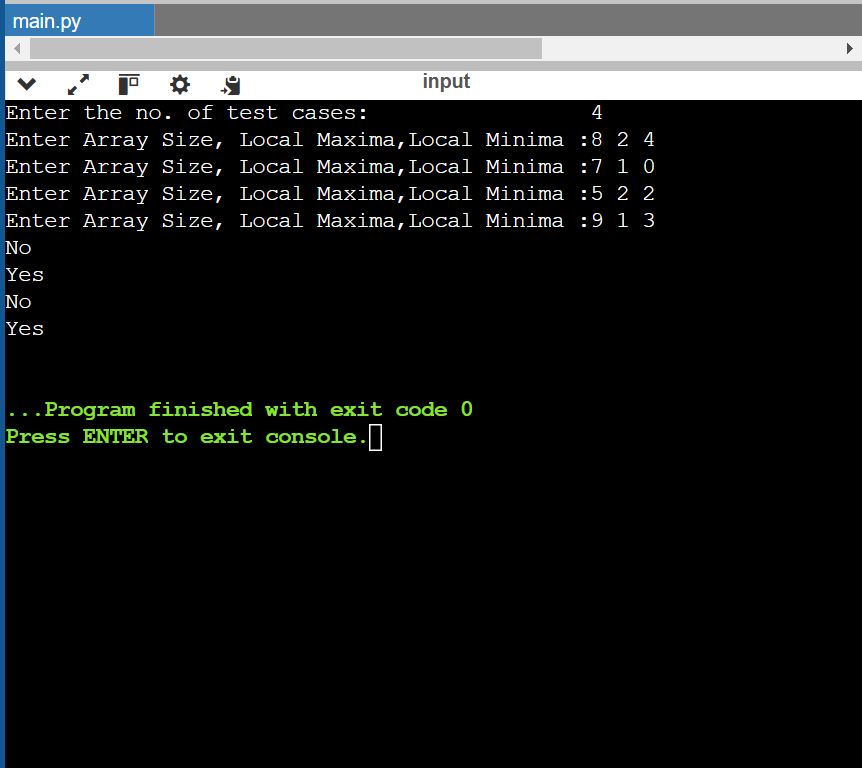 main.py
input
Enter the no. of test cases:                 4
Enter Array Size, Local Maxima,Local Minima :8 2 4
Enter Array Size, Local Maxima,Local Minima :7 1 0
Enter Array Size, Local Maxima,Local Minima :5 2 2
Enter Array Size, Local Maxima,Local Minima :9 1 3
No
Yes
No
Yes
...Program finished with exit code 0
Press ENTER to exit console.